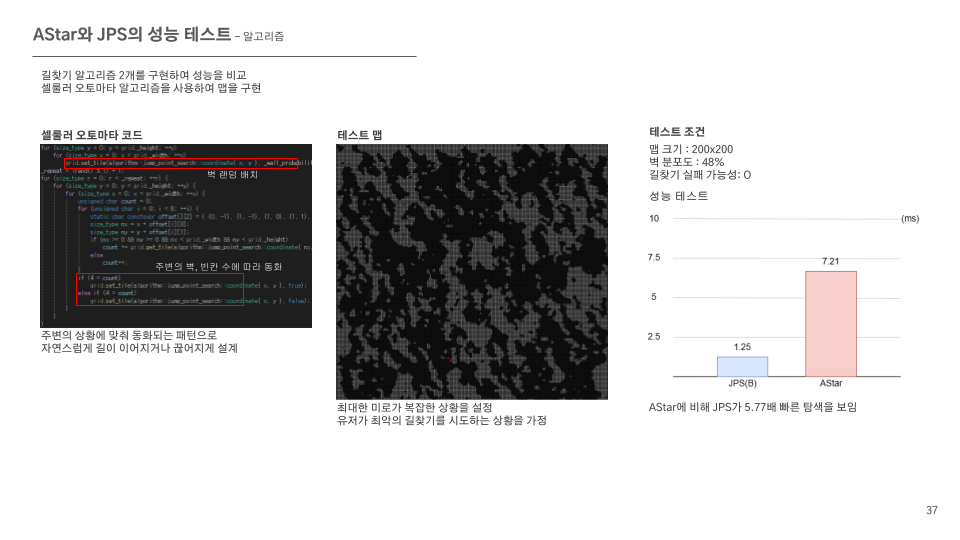 AStar와 JPS의 성능 테스트 – 알고리즘
길찾기 알고리즘 2개를 구현하여 성능을 비교
셀룰러 오토마타 알고리즘을 사용하여 맵을 구현
셀룰러 오토마타 코드
for (size_type y = 0; y < grid._height; ++y)
for (size_type x = 0; x < grid._width; ++x)
grid.set_tile(algorithm::jump_point_search::coordinate{ x, y }, _wall_probabilit
_repeat = (rand() & 1) + 1;
벽 랜덤 배치
for (size_type r = 0; r < _repeat; ++r) {
for (size_type y = 0; y < grid._height; ++y) {
for (size_type x = 0; x < grid._width; ++x) {
unsigned char count = 0;
for (unsigned char i = 0; i < 8; ++i) {
static char constexpr offset[][2] = { {0, -1}, {1, -1}, {1, 0}, {1, 1},
size_type nx = x + offset[i][0];
size_type ny = y + offset[i][1];
if (nx >= 0 && ny >= 0 && nx < grid._width && ny < grid._height)
count += grid.get_tile(algorithm::jump_point_search::coordinate{ nx,
else
count++;
}
주변의 벽, 빈칸 수에 따라 동화
if (4 < count)
grid.set_tile(algorithm::jump_point_search::coordinate{ x, y }, true);
else if (4 > count)
grid.set_tile(algorithm::jump_point_search::coordinate{ x, y }, false);
}
}
}
주변의 상황에 맞춰 동화되는 패턴으로
자연스럽게 길이 이어지거나 끊어지게 설계
테스트 맵
최대한 미로가 복잡한 상황을 설정
유저가 최악의 길찾기를 시도하는 상황을 가정
테스트 조건
맵 크기 : 200x200
벽 분포도 : 48%
길찾기 실패 가능성: O
성능 테스트
10
(ms)
7.5
7.21
5
2.5
1.25
JPS(B)
AStar
AStar에 비해 JPS가 5.77배 빠른 탐색을 보임
37